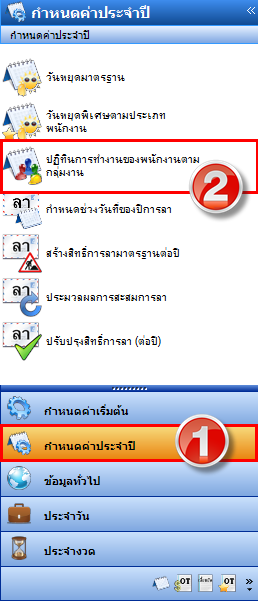 กำหนดค่าประจำปี
กำหนดค่าประจำปี
วันหยุดมาตรฐาน
วันหยุดพิเศษตามประเภท
พนักงาน
ปฏิทินการทำงานของพนักงานตาม
กลุ่มงาน
2
ลา
กำหนดช่วงวันที่ของปีการลา
ลา
สร้างสิทธิ์การลามาตรฐานต่อปี
ลา
ประมวลผลการสะสมการลา
ลา
ปรับปรุงสิทธิ์การลา (ต่อปี)
กำหนดค่าเริ่มต้น
กำหนดค่าประจำปี
1
ข้อมูลทั่วไป
ประจำวัน
ประจำงวด
OT
OT